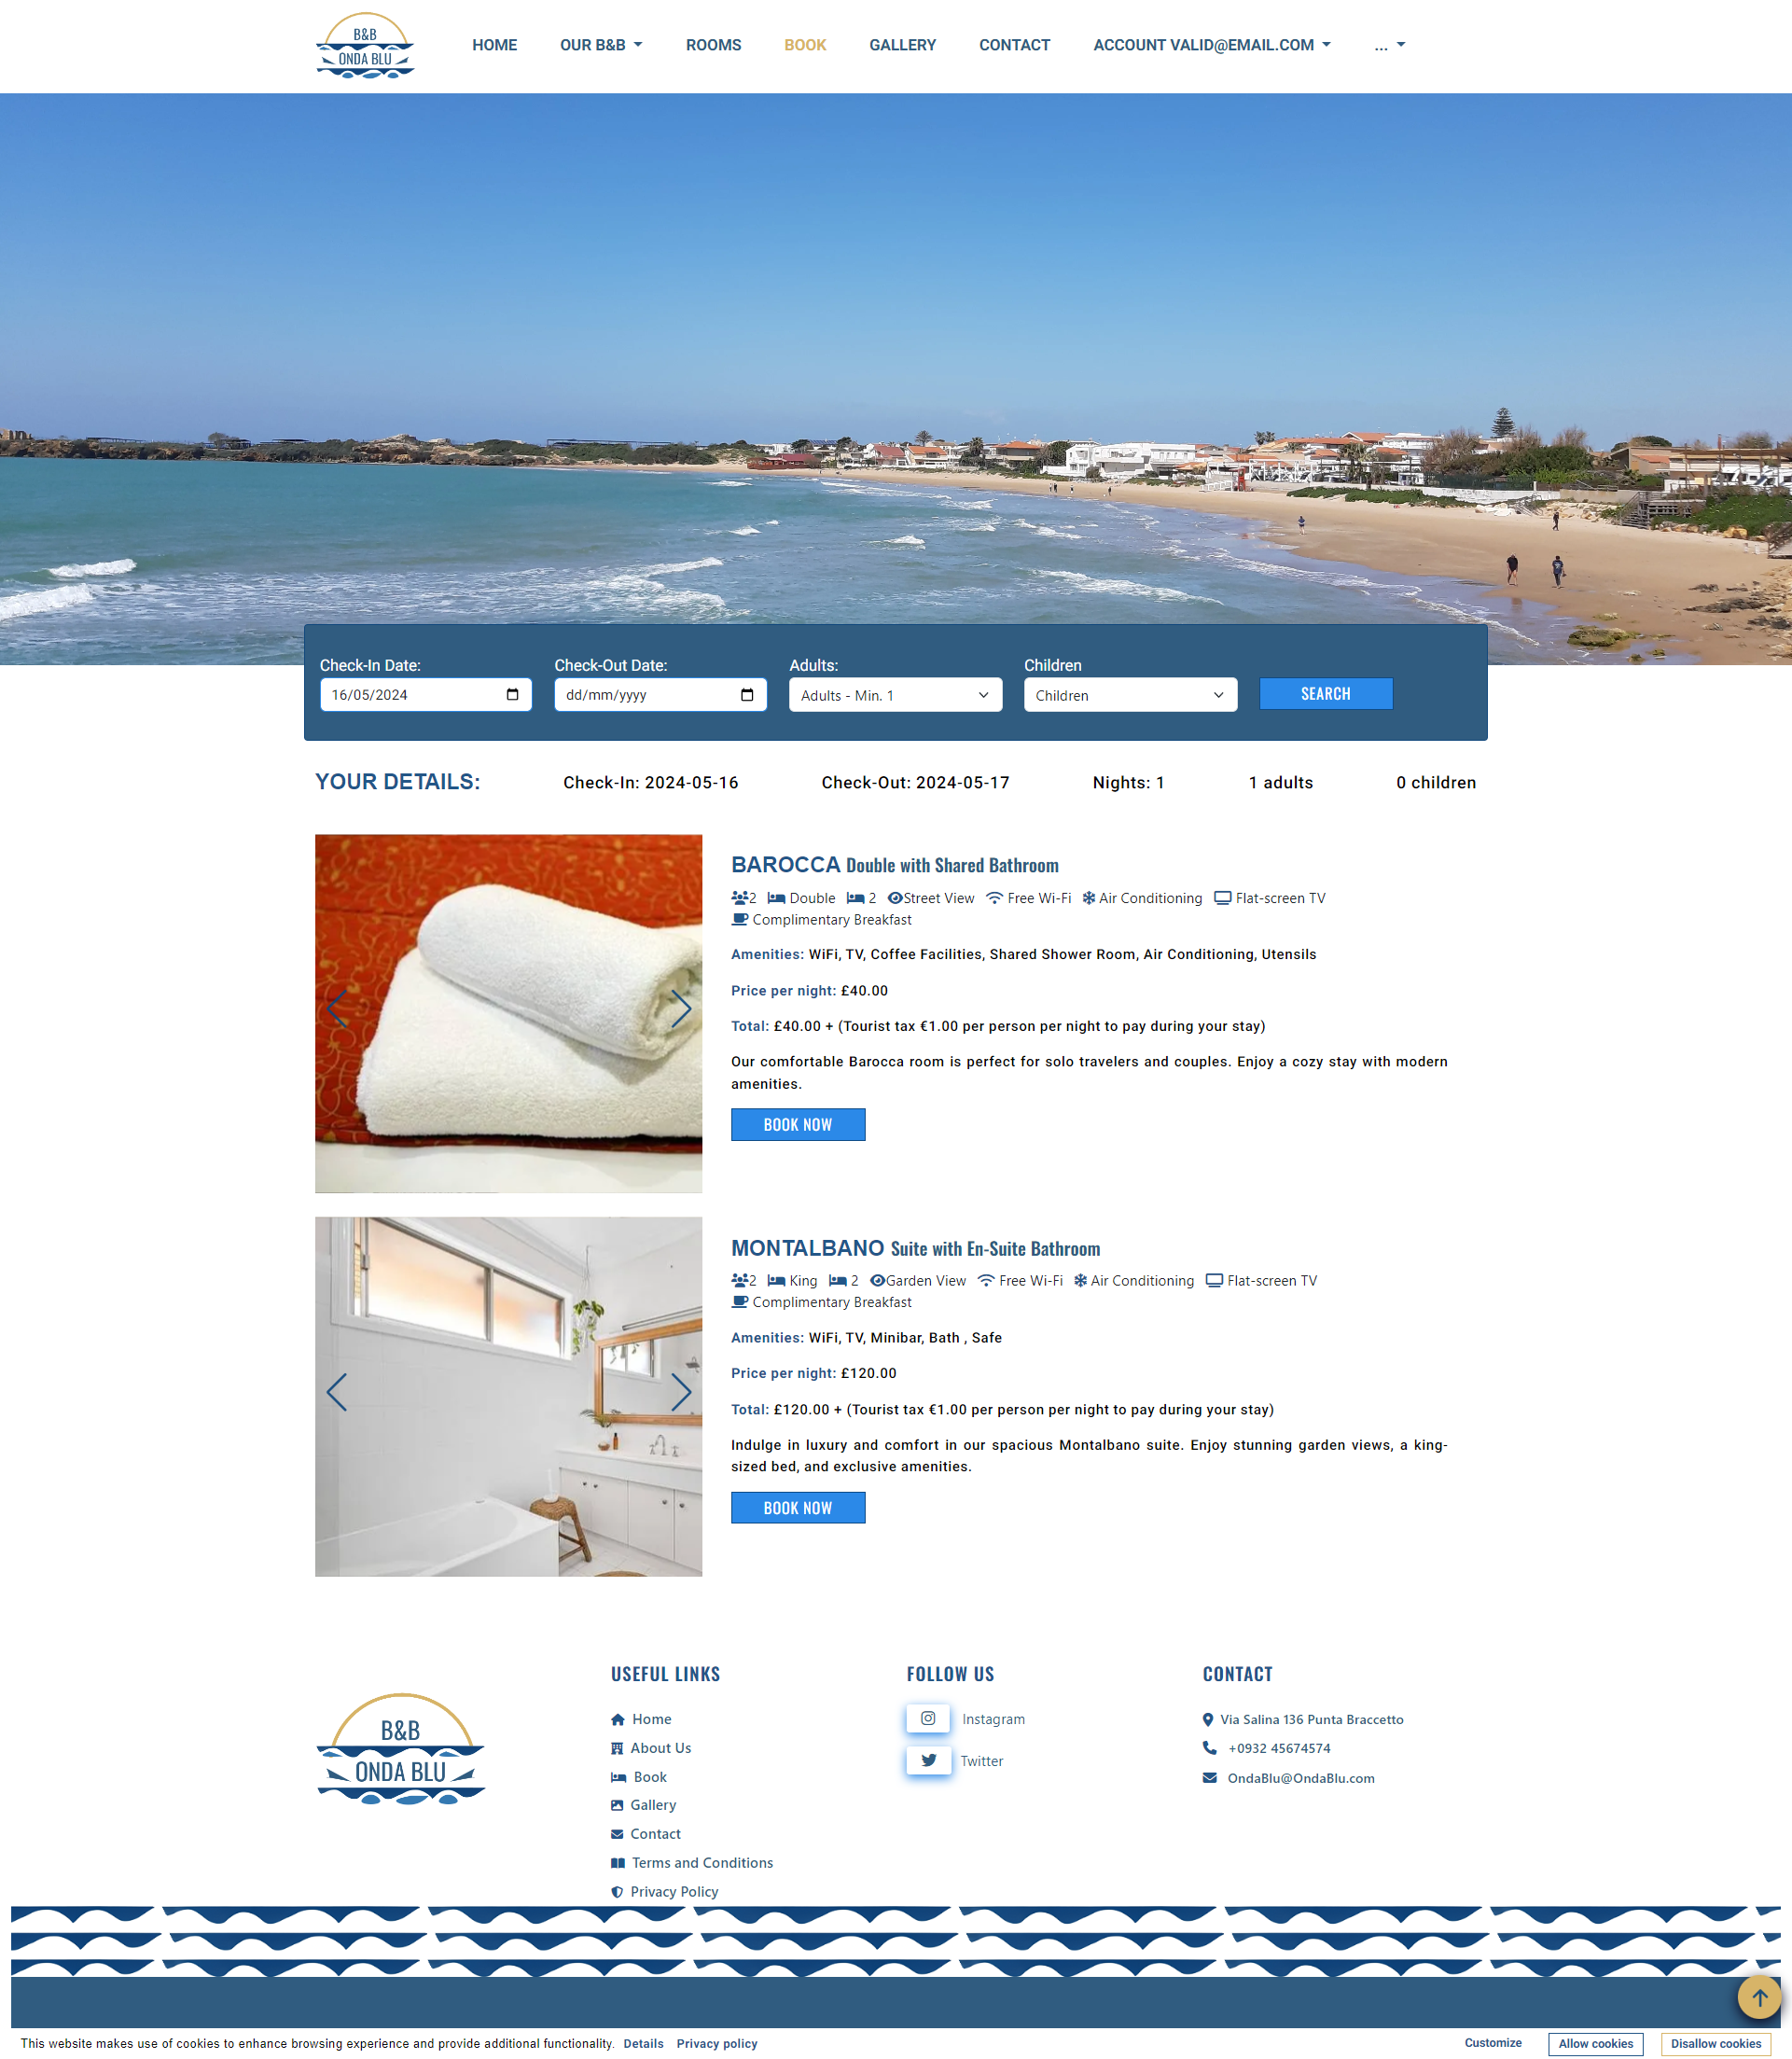 B&B
ONDA BLU
HOME OUR B&B ROOMS BOOK GALLERY CONTACT ACCOUNT VALID@EMAIL.COM ...
Check-In Date: Check-Out Date: Adults: Children
16/05/2024 dd/mm/yyyy Adults - Min. 1 Children SEARCH
YOUR DETAILS: Check-In: 2024-05-16 Check-Out: 2024-05-17 Nights: 1 1 adults 0 children
BAROCCA Double with Shared Bathroom
2 Double 2 Street View Free Wi-Fi Air Conditioning Flat-screen TV
Complimentary Breakfast
Amenities: WiFi, TV, Coffee Facilities, Shared Shower Room, Air Conditioning, Utensils
Price per night: £40.00
Total: £40.00 + (Tourist tax €1.00 per person per night to pay during your stay)
Our comfortable Barocca room is perfect for solo travelers and couples. Enjoy a cozy stay with modern
amenities.
BOOK NOW
MONTALBANO Suite with En-Suite Bathroom
2 King 2 Garden View Free Wi-Fi Air Conditioning Flat-screen TV
Complimentary Breakfast
Amenities: WiFi, TV, Minibar, Bath , Safe
Price per night: £120.00
Total: £120.00 + (Tourist tax €1.00 per person per night to pay during your stay)
Indulge in luxury and comfort in our spacious Montalbano suite. Enjoy stunning garden views, a king-
sized bed, and exclusive amenities.
BOOK NOW
B&B
ONDA BLU
USEFUL LINKS
Home
About Us
Book
Gallery
Contact
Terms and Conditions
Privacy Policy
FOLLOW US
Instagram
Twitter
CONTACT
Via Salina 136 Punta Braccetto
+0932 45674574
OndaBlu@OndaBlu.com
This website makes use of cookies to enhance browsing experience and provide additional functionality. Details Privacy policy Customize Allow cookies Disallow cookies